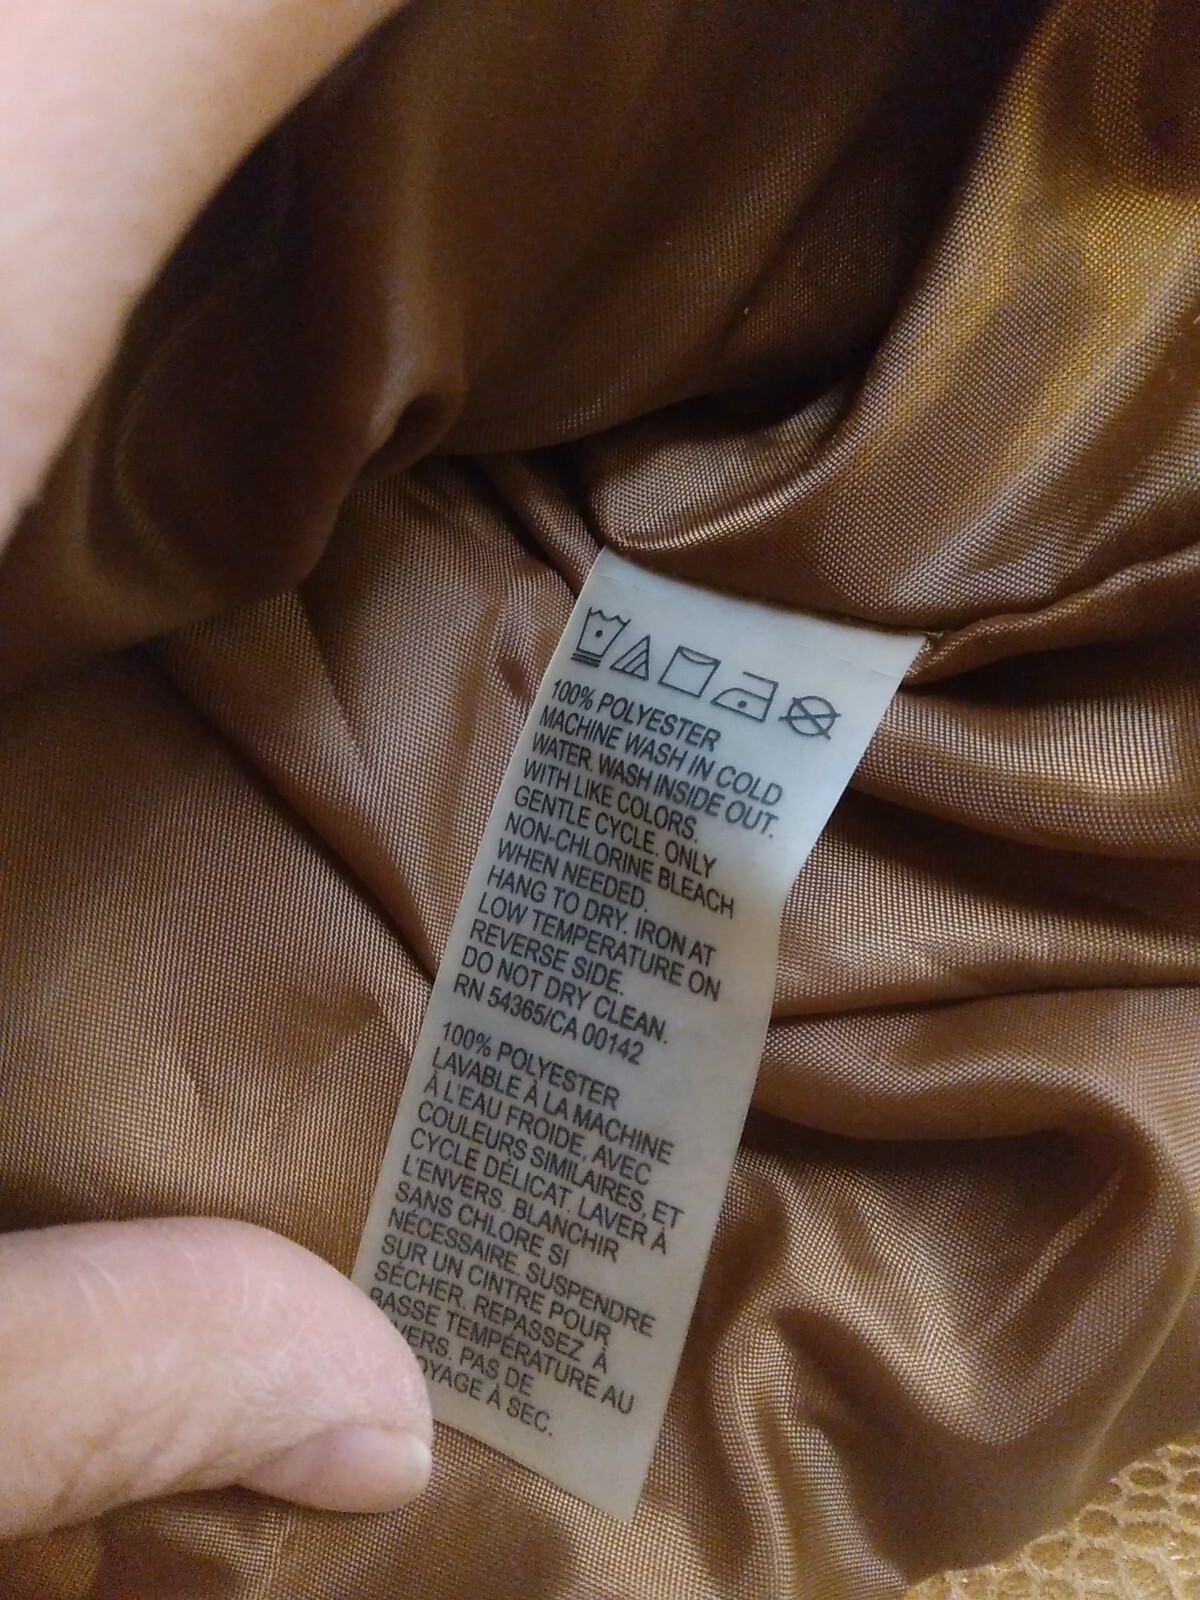 100% POLYESTER
MACHINE WASH IN COLD
WATER. WASH INSIDE OUT.
WITH LIKE COLORS.
GENTLE CYCLE. ONLY
NON-CHLORINE BLEACH
WHEN NEEDED.
HANG TO DRY. IRON AT
LOW TEMPERATURE ON
REVERSE SIDE.
DO NOT DRY CLEAN.
RN 54365/CA 00142
100% POLYESTER
LAVABLE À LA MACHINE
À L'EAU FROIDE, AVEC
COULEURS SIMILAIRES, ET
CYCLE DÉLICAT. LAVER À
L'ENVERS. BLANCHIR
SANS CHLORE SI
NÉCESSAIRE. SUSPENDRE
SUR UN CINTRE POUR
SÉCHER. REPASSEZ À
BASSE TEMPÉRATURE AU
VERS. PAS DE
OYAGE À SEC.